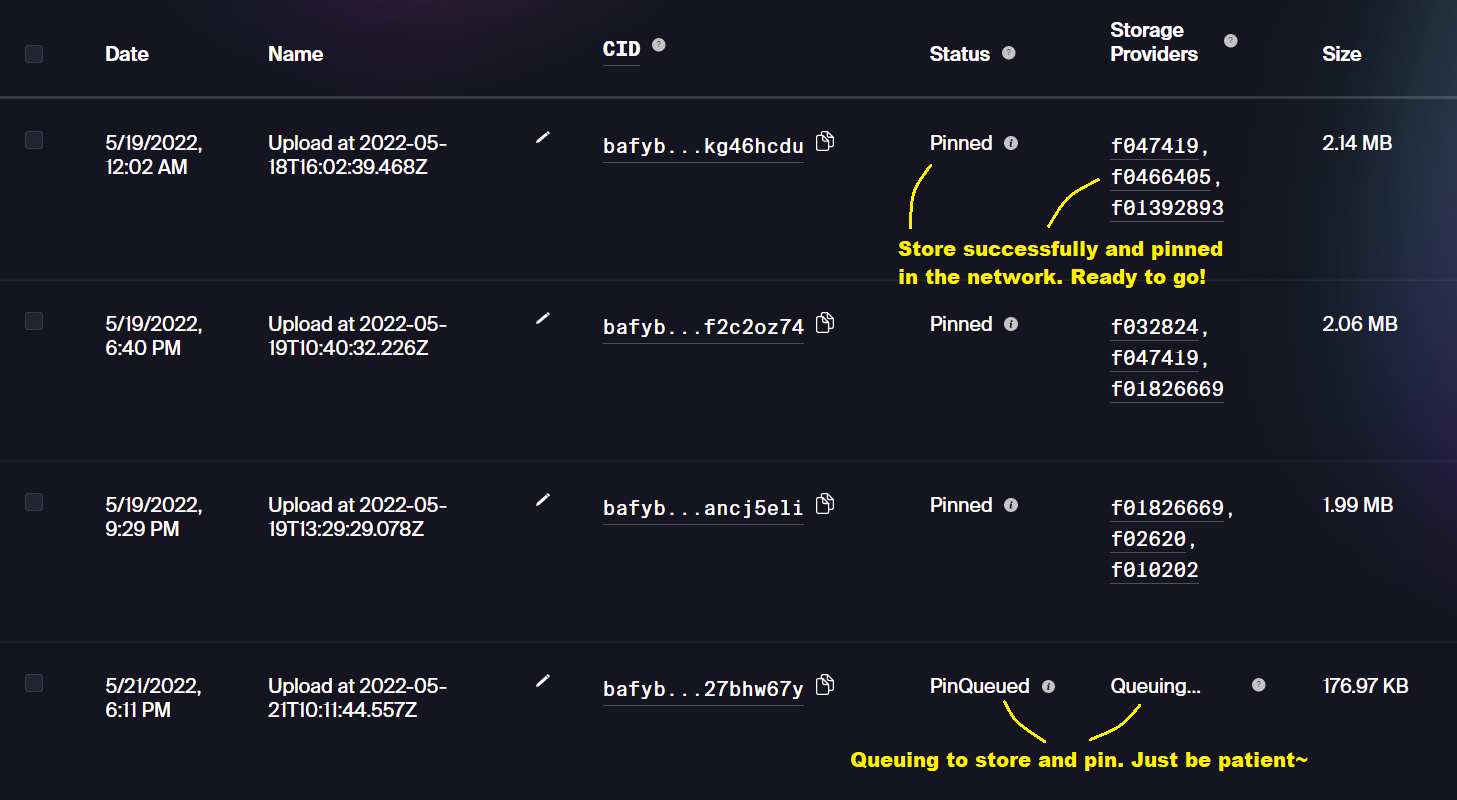 Date Name CID Status Storage Providers Size
5/19/2022, Upload at 2022-05- bafyb...kg46hcdu Pinned f047419, 2.14 MB
12:02 AM 18T16:02:39.468Z f0466405,
f01392893
Store successfully and pinned
in the network. Ready to go!
5/19/2022, Upload at 2022-05- bafyb...f2c2oz74 Pinned f032824, 2.06 MB
6:40 PM 19T10:40:32.226Z f047419,
f01826669
5/19/2022, Upload at 2022-05- bafyb...ancj5eli Pinned f01826669, 1.99 MB
9:29 PM 19T13:29:29.078Z f02620,
f010202
5/21/2022, Upload at 2022-05- bafyb...27bhw67y PinQueued Queuing... 176.97 KB
6:11 PM 21T10:11:44.557Z
Queuing to store and pin. Just be patient~